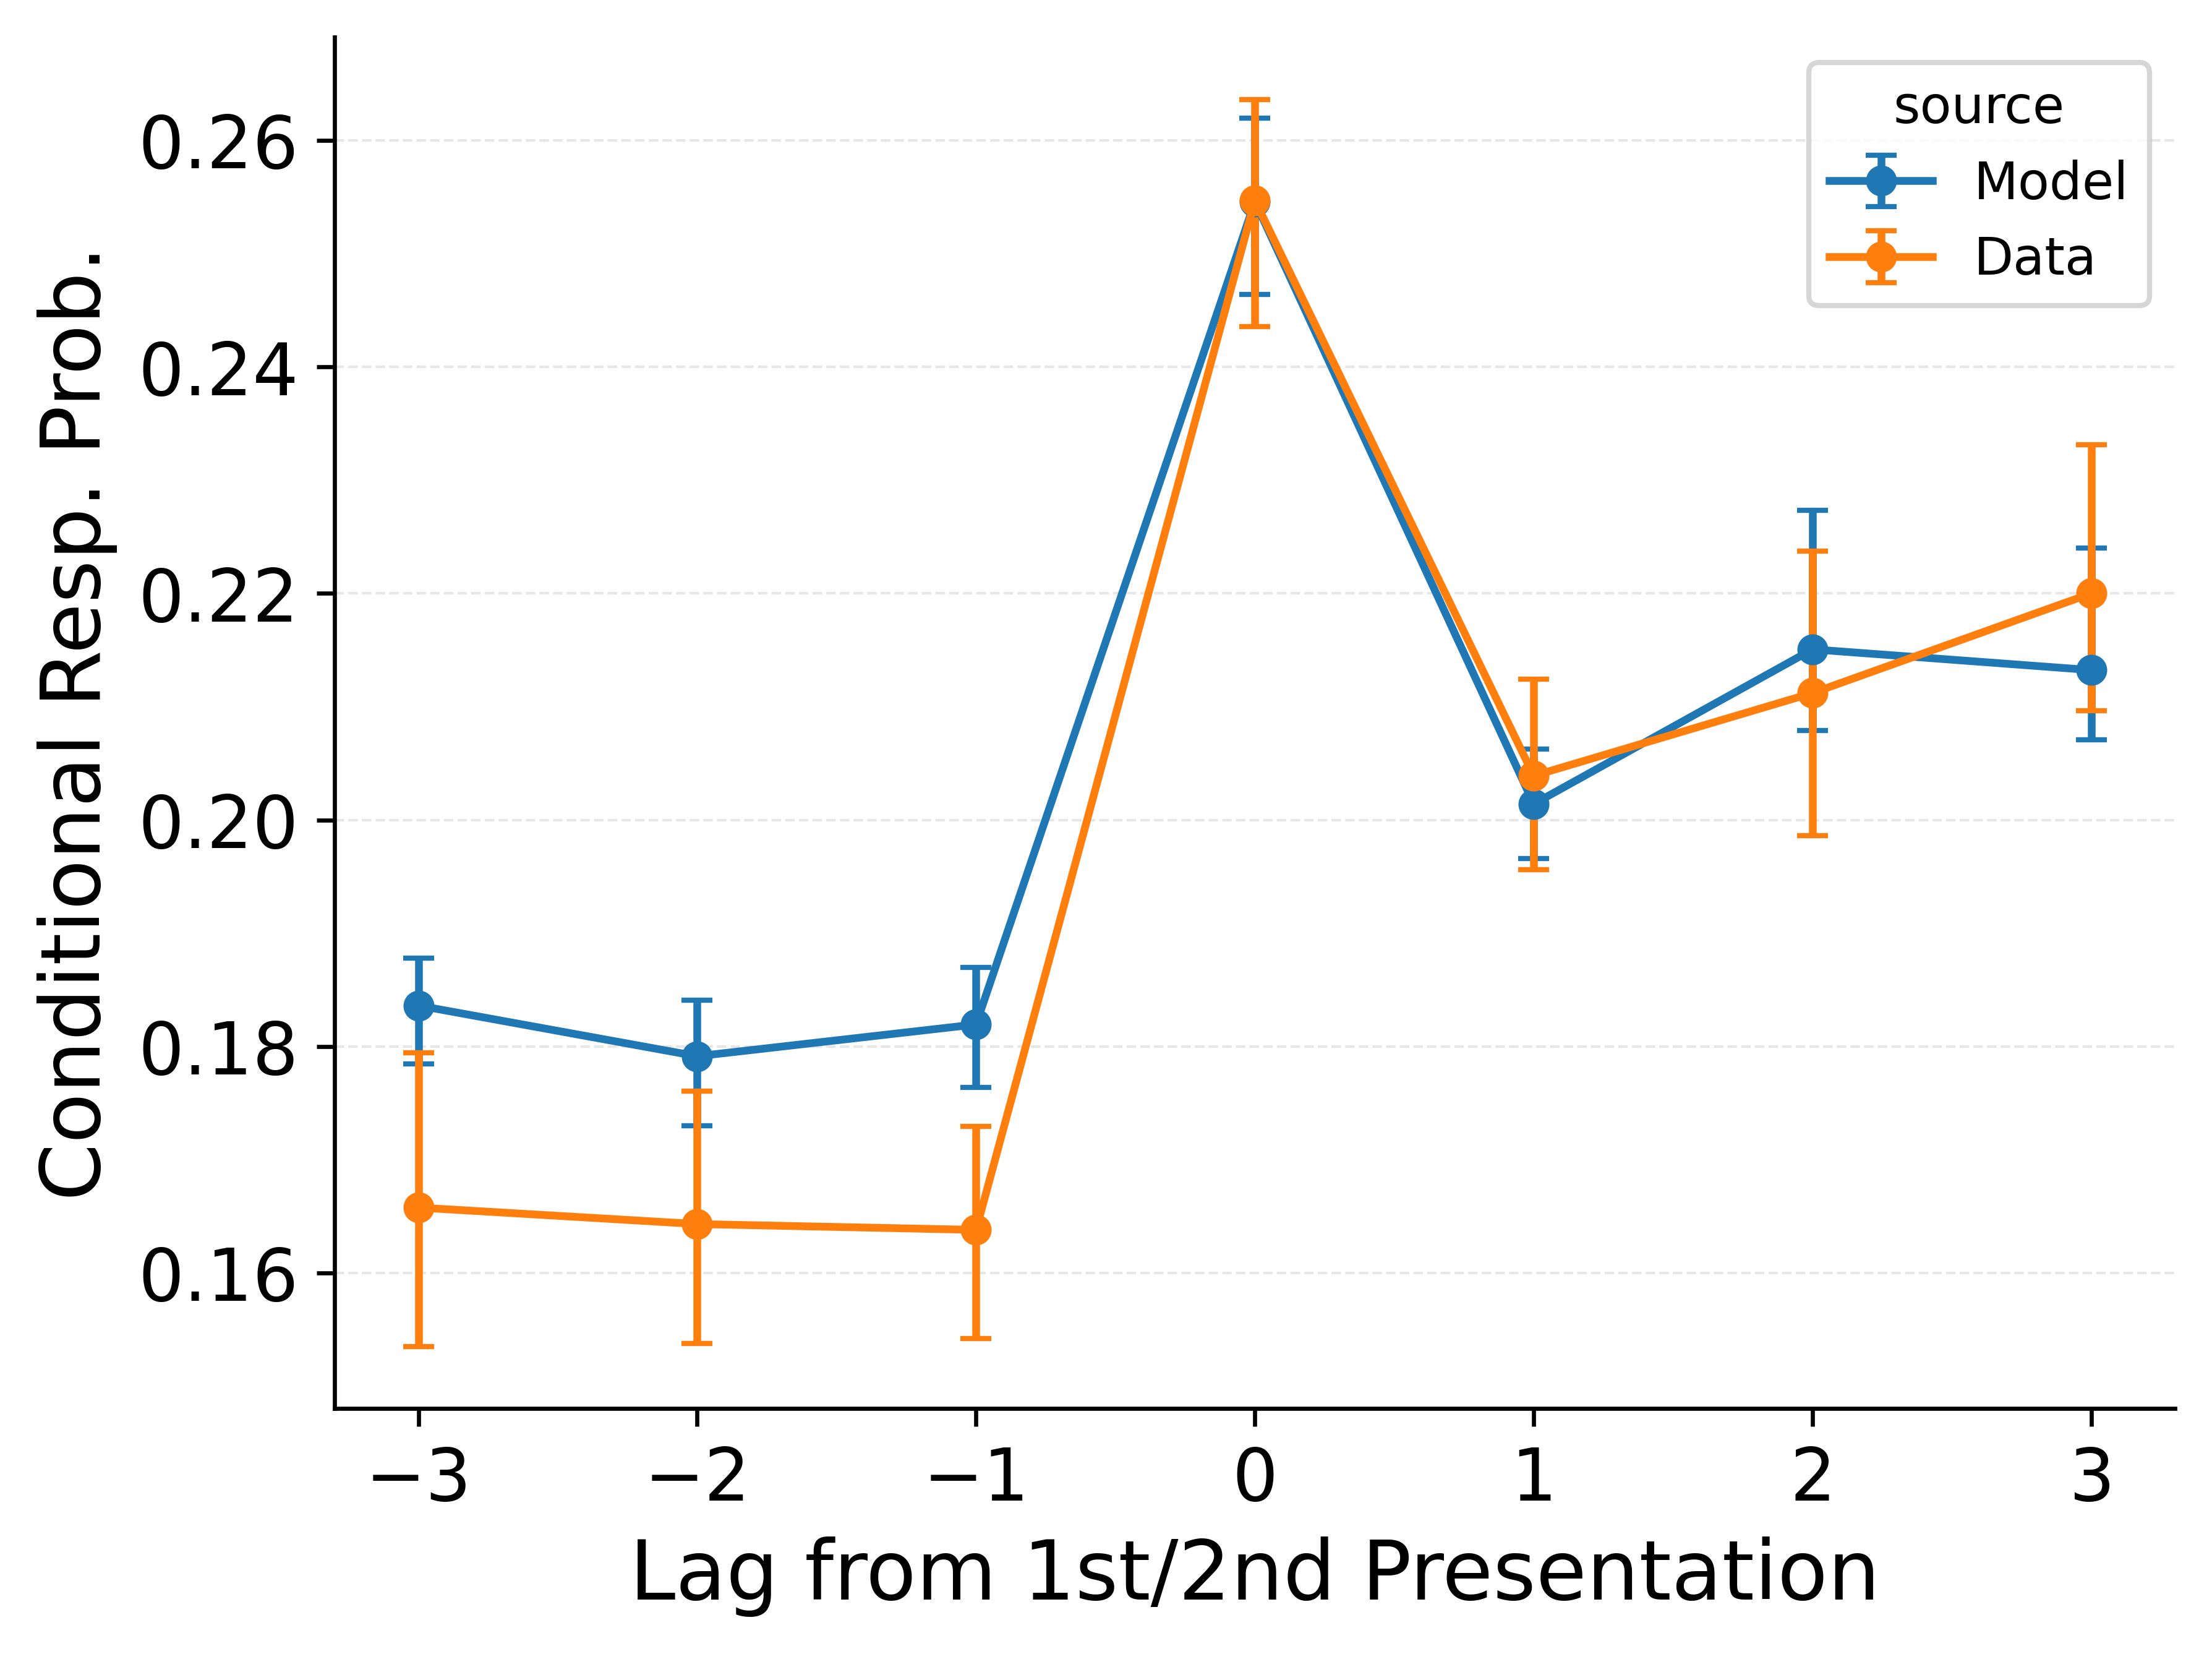 source
Model
Data
0.26
0.24
0.22
0.20
0.18
0.16
Conditional Resp. Prob.
−3 −2 −1 0 1 2 3
Lag from 1st/2nd Presentation